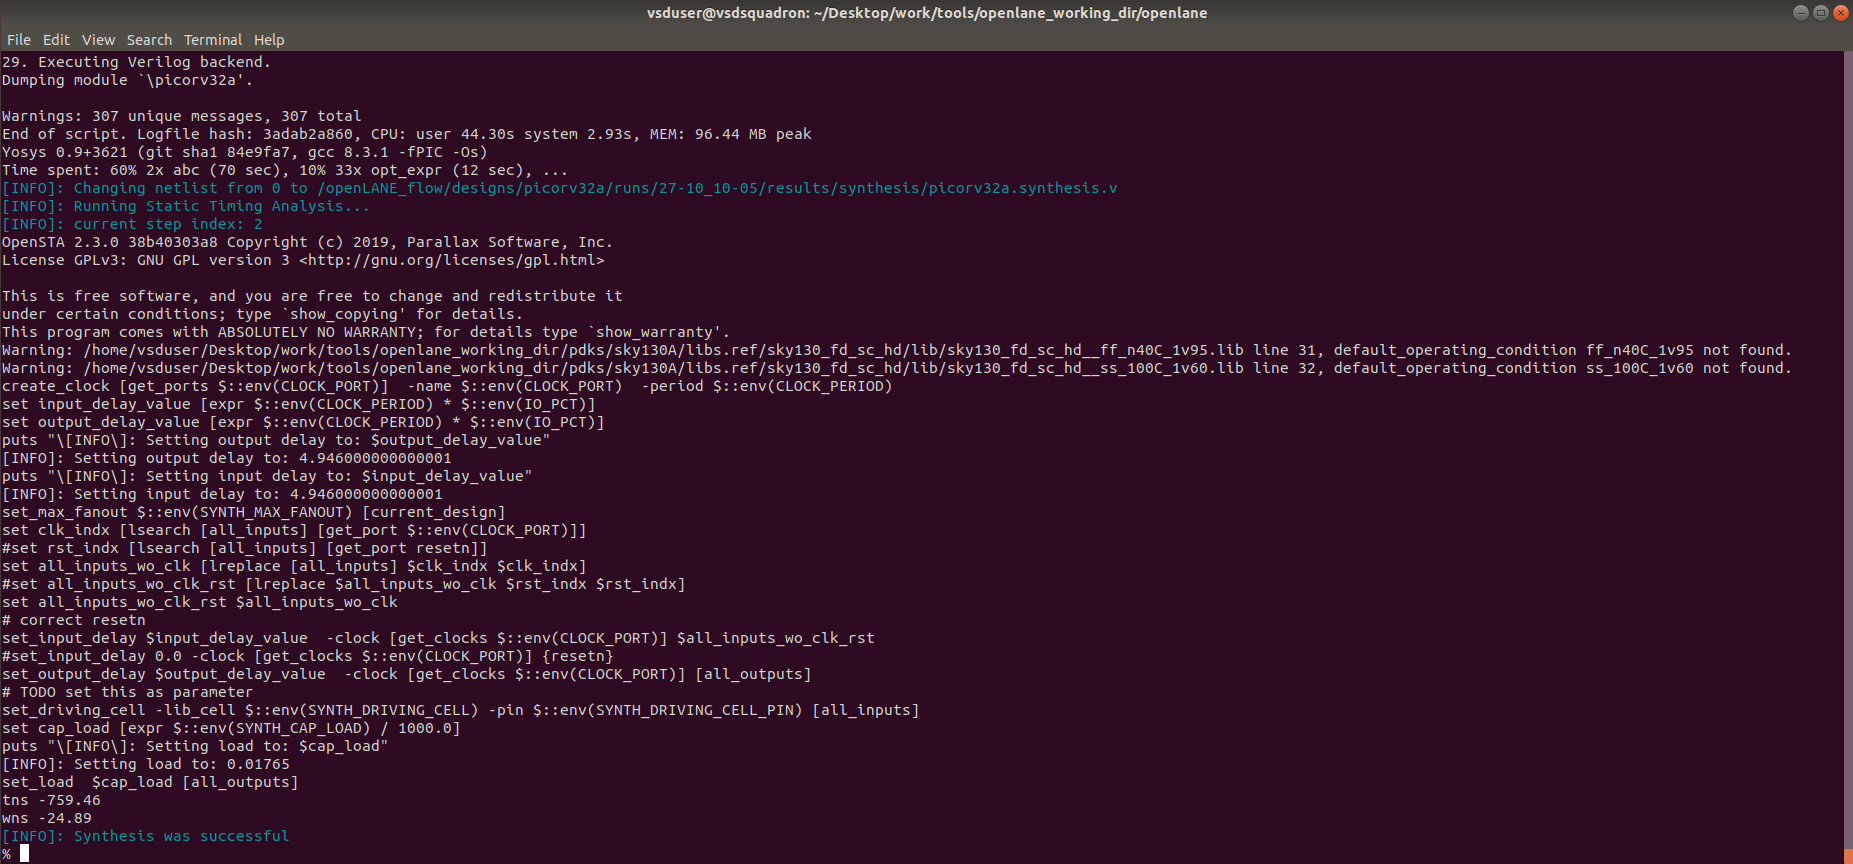 vsduser@vsdsquadron: ~/Desktop/work/tools/openlane_working_dir/openlane
File Edit View Search Terminal Help
29. Executing Verilog backend.
Dumping module `\picorv32a'.
Warnings: 307 unique messages, 307 total
End of script. Logfile hash: 3adab2a860, CPU: user 44.30s system 2.93s, MEM: 96.44 MB peak
Yosys 0.9+3621 (git sha1 84e9fa7, gcc 8.3.1 -fPIC -Os)
Time spent: 60% 2x abc (70 sec), 10% 33x opt_expr (12 sec), ...
[INFO]: Changing netlist from 0 to /openLANE_flow/designs/picorv32a/runs/27-10_10-05/results/synthesis/picorv32a.synthesis.v
[INFO]: Running Static Timing Analysis...
[INFO]: current step index: 2
OpenSTA 2.3.0 38b40303a8 Copyright (c) 2019, Parallax Software, Inc.
License GPLv3: GNU GPL version 3 <http://gnu.org/licenses/gpl.html>
This is free software, and you are free to change and redistribute it
under certain conditions; type `show_copying' for details.
This program comes with ABSOLUTELY NO WARRANTY; for details type `show_warranty'.
Warning: /home/vsduser/Desktop/work/tools/openlane_working_dir/pdks/sky130A/libs.ref/sky130_fd_sc_hd/lib/sky130_fd_sc_hd__ff_n40C_1v95.lib line 31, default_operating_condition ff_n40C_1v95 not found.
Warning: /home/vsduser/Desktop/work/tools/openlane_working_dir/pdks/sky130A/libs.ref/sky130_fd_sc_hd/lib/sky130_fd_sc_hd__ss_100C_1v60.lib line 32, default_operating_condition ss_100C_1v60 not found.
create_clock [get_ports $::env(CLOCK_PORT)]  -name $::env(CLOCK_PORT)  -period $::env(CLOCK_PERIOD)
set input_delay_value [expr $::env(CLOCK_PERIOD) * $::env(IO_PCT)]
set output_delay_value [expr $::env(CLOCK_PERIOD) * $::env(IO_PCT)]
puts "\[INFO\]: Setting output delay to: $output_delay_value"
[INFO]: Setting output delay to: 4.946000000000001
puts "\[INFO\]: Setting input delay to: $input_delay_value"
[INFO]: Setting input delay to: 4.946000000000001
set_max_fanout $::env(SYNTH_MAX_FANOUT) [current_design]
set clk_indx [lsearch [all_inputs] [get_port $::env(CLOCK_PORT)]]
#set rst_indx [lsearch [all_inputs] [get_port resetn]]
set all_inputs_wo_clk [lreplace [all_inputs] $clk_indx $clk_indx]
#set all_inputs_wo_clk_rst [lreplace $all_inputs_wo_clk $rst_indx $rst_indx]
set all_inputs_wo_clk_rst $all_inputs_wo_clk
# correct resetn
set_input_delay $input_delay_value  -clock [get_clocks $::env(CLOCK_PORT)] $all_inputs_wo_clk_rst
#set_input_delay 0.0 -clock [get_clocks $::env(CLOCK_PORT)] {resetn}
set_output_delay $output_delay_value  -clock [get_clocks $::env(CLOCK_PORT)] [all_outputs]
# TODO set this as parameter
set_driving_cell -lib_cell $::env(SYNTH_DRIVING_CELL) -pin $::env(SYNTH_DRIVING_CELL_PIN) [all_inputs]
set cap_load [expr $::env(SYNTH_CAP_LOAD) / 1000.0]
puts "\[INFO\]: Setting load to: $cap_load"
[INFO]: Setting load to: 0.01765
set_load  $cap_load [all_outputs]
tns -759.46
wns -24.89
[INFO]: Synthesis was successful
%